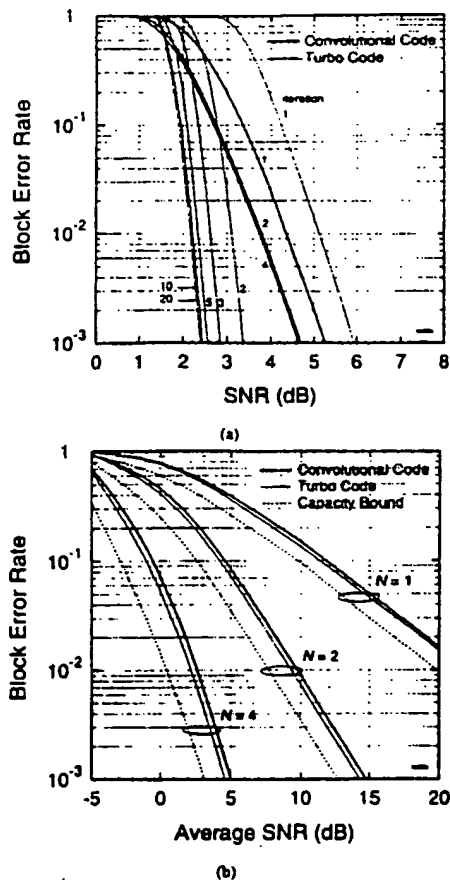 1
Convolutional Code
Turbo Code
Iteration
1
10⁻¹
1
Block Error Rate
2
10⁻²
4
10
20
5
3
2
10⁻³
0 1 2 3 4 5 6 7 8
SNR (dB)
(a)
1
Convolutional Code
Turbo Code
Capacity Bound
10⁻¹
N = 1
Block Error Rate
10⁻²
N = 2
N = 4
10⁻³
-5 0 5 10 15 20
Average SNR (dB)
(b)